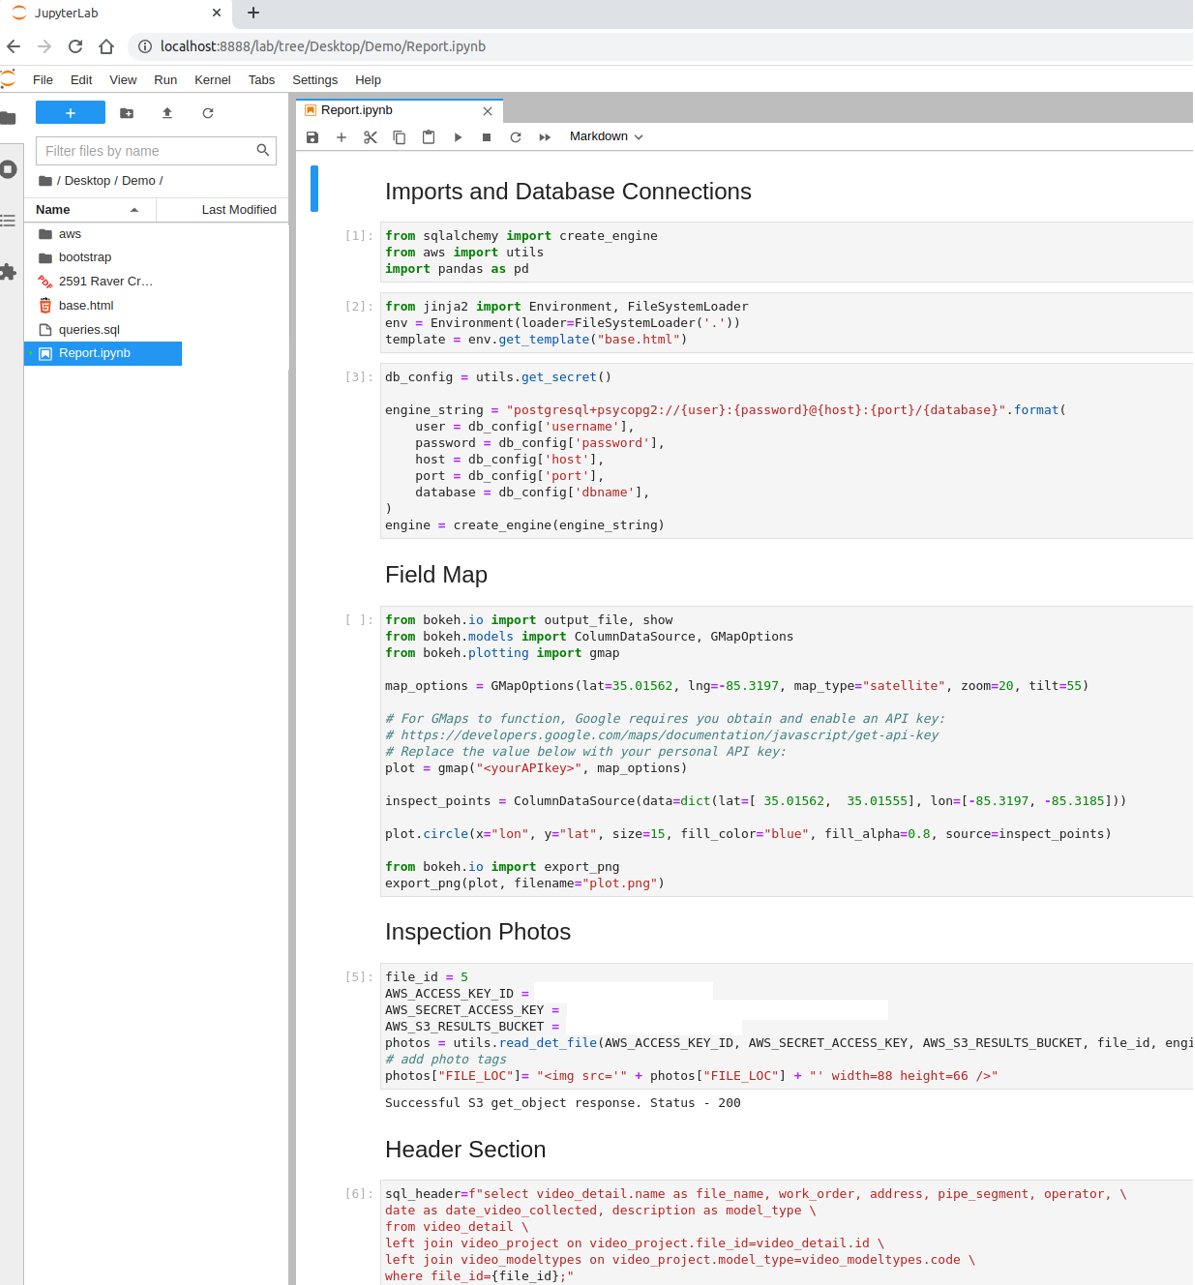 JupyterLab
localhost:8888/lab/tree/Desktop/Demo/Report.ipynb
File Edit View Run Kernel Tabs Settings Help
Filter files by name
/ Desktop / Demo /
Name Last Modified
aws
bootstrap
2591 Raver Cr…
base.html
queries.sql
Report.ipynb
Report.ipynb
Markdown
Imports and Database Connections
[1]: from sqlalchemy import create_engine
from aws import utils
import pandas as pd
[2]: from jinja2 import Environment, FileSystemLoader
env = Environment(loader=FileSystemLoader('.'))
template = env.get_template("base.html")
[3]: db_config = utils.get_secret()
engine_string = "postgresql+psycopg2://{user}:{password}@{host}:{port}/{database}".format(
    user = db_config['username'],
    password = db_config['password'],
    host = db_config['host'],
    port = db_config['port'],
    database = db_config['dbname'],
)
engine = create_engine(engine_string)
Field Map
[ ]: from bokeh.io import output_file, show
from bokeh.models import ColumnDataSource, GMapOptions
from bokeh.plotting import gmap
map_options = GMapOptions(lat=35.01562, lng=-85.3197, map_type="satellite", zoom=20, tilt=55)
# For GMaps to function, Google requires you obtain and enable an API key:
# https://developers.google.com/maps/documentation/javascript/get-api-key
# Replace the value below with your personal API key:
plot = gmap("<yourAPIkey>", map_options)
inspect_points = ColumnDataSource(data=dict(lat=[ 35.01562,  35.01555], lon=[-85.3197, -85.3185]))
plot.circle(x="lon", y="lat", size=15, fill_color="blue", fill_alpha=0.8, source=inspect_points)
from bokeh.io import export_png
export_png(plot, filename="plot.png")
Inspection Photos
[5]: file_id = 5
AWS_ACCESS_KEY_ID =
AWS_SECRET_ACCESS_KEY =
AWS_S3_RESULTS_BUCKET =
photos = utils.read_det_file(AWS_ACCESS_KEY_ID, AWS_SECRET_ACCESS_KEY, AWS_S3_RESULTS_BUCKET, file_id, engi
# add photo tags
photos["FILE_LOC"]= "<img src='" + photos["FILE_LOC"] + "' width=88 height=66 />"
Successful S3 get_object response. Status - 200
Header Section
[6]: sql_header=f"select video_detail.name as file_name, work_order, address, pipe_segment, operator, \
date as date_video_collected, description as model_type \
from video_detail \
left join video_project on video_project.file_id=video_detail.id \
left join video_modeltypes on video_project.model_type=video_modeltypes.code \
where file_id={file_id};"